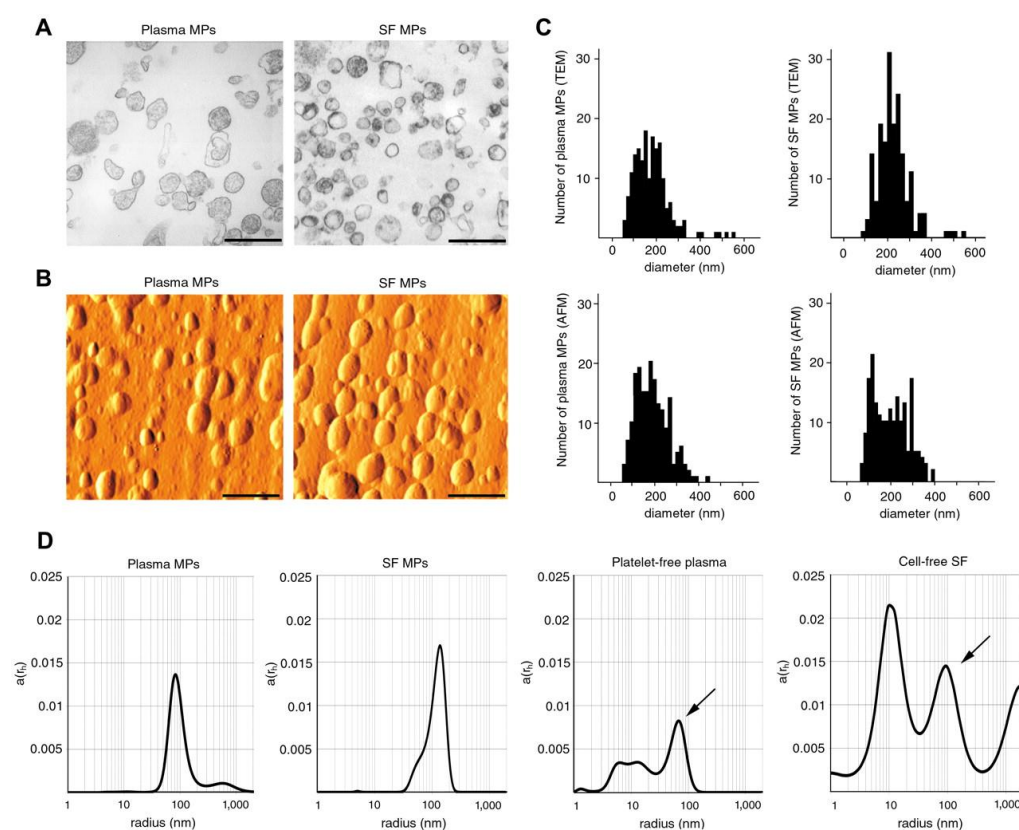 A
Plasma MPs
SF MPs
B
Plasma MPs
SF MPs
C
Number of plasma MPs (TEM)
30
20
10
0 200 400 600
diameter (nm)
Number of SF MPs (TEM)
30
20
10
0 200 400 600
diameter (nm)
Number of plasma MPs (AFM)
30
20
10
0 200 400 600
diameter (nm)
Number of SF MPs (AFM)
30
20
10
0 200 400 600
diameter (nm)
D
Plasma MPs
a(rₕ)
0.025
0.02
0.015
0.01
0.005
1 10 100 1,000
radius (nm)
SF MPs
a(rₕ)
0.025
0.02
0.015
0.01
0.005
1 10 100 1,000
radius (nm)
Platelet-free plasma
a(rₕ)
0.025
0.02
0.015
0.01
0.005
1 10 100 1,000
radius (nm)
Cell-free SF
a(rₕ)
0.025
0.02
0.015
0.01
0.005
1 10 100 1,000
radius (nm)